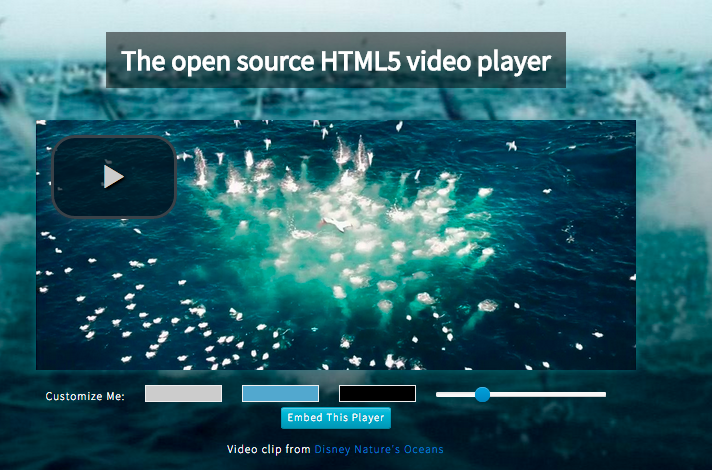 The open source HTML5 video player
Customize Me:
Embed This Player
Video clip from Disney Nature's Oceans